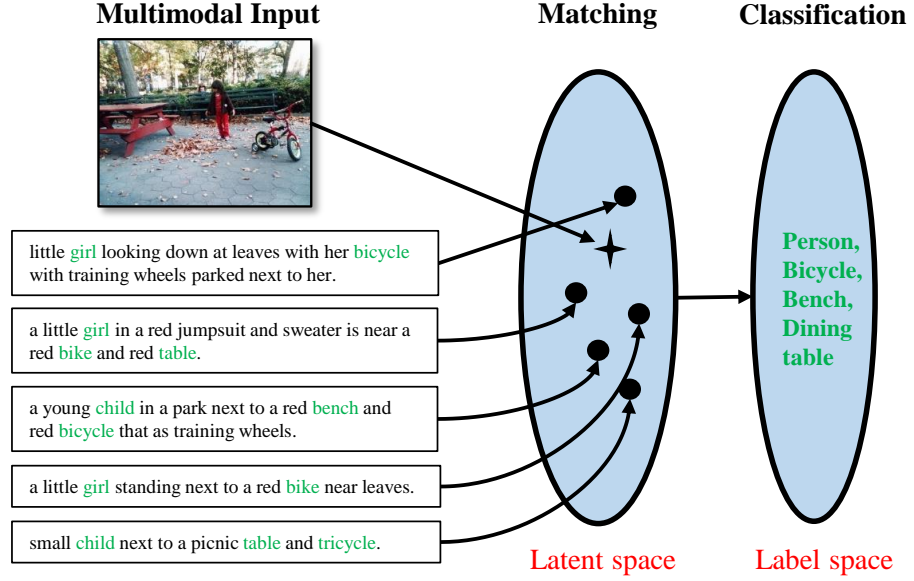 Multimodal Input
Matching
Classification
little girl looking down at leaves with her bicycle
with training wheels parked next to her.
a little girl in a red jumpsuit and sweater is near a
red bike and red table.
a young child in a park next to a red bench and
red bicycle that as training wheels.
a little girl standing next to a red bike near leaves.
small child next to a picnic table and tricycle.
Person,
Bicycle,
Bench,
Dining
table
Latent space
Label space